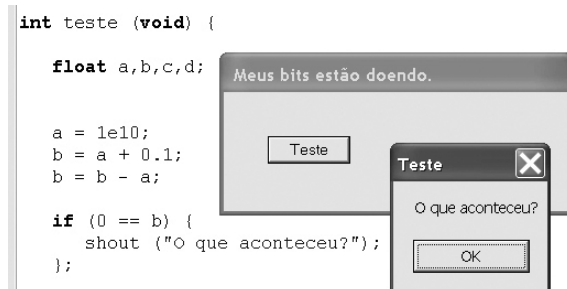 int teste (void) {
float a,b,c,d;
a = 1e10;
b = a + 0.1;
b = b - a;
if (0 == b) {
shout ("O que aconteceu?");
};
Meus bits estão doendo.
Teste
Teste
O que aconteceu?
OK